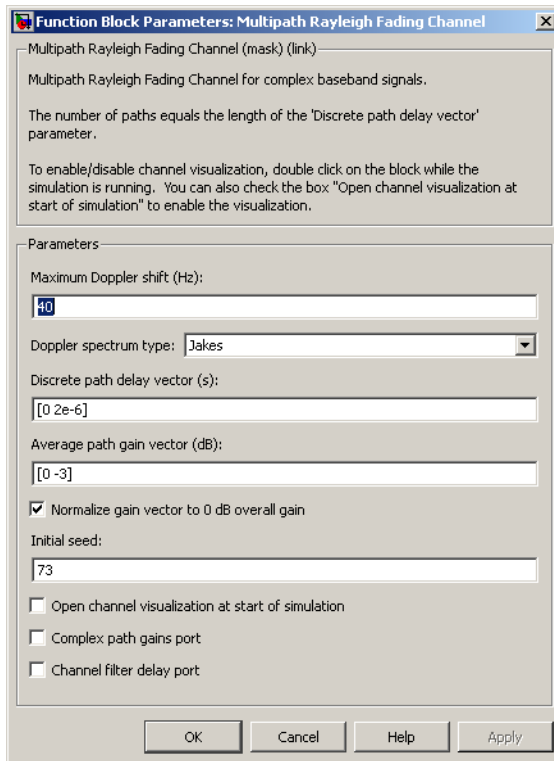 Function Block Parameters: Multipath Rayleigh Fading Channel
Multipath Rayleigh Fading Channel (mask) (link)
Multipath Rayleigh Fading Channel for complex baseband signals.
The number of paths equals the length of the 'Discrete path delay vector'
parameter.
To enable/disable channel visualization, double click on the block while the
simulation is running. You can also check the box "Open channel visualization at
start of simulation" to enable the visualization.
Parameters
Maximum Doppler shift (Hz):
40
Doppler spectrum type: Jakes
Discrete path delay vector (s):
[0 2e-6]
Average path gain vector (dB):
[0 -3]
Normalize gain vector to 0 dB overall gain
Initial seed:
73
Open channel visualization at start of simulation
Complex path gains port
Channel filter delay port
OK Cancel Help Apply